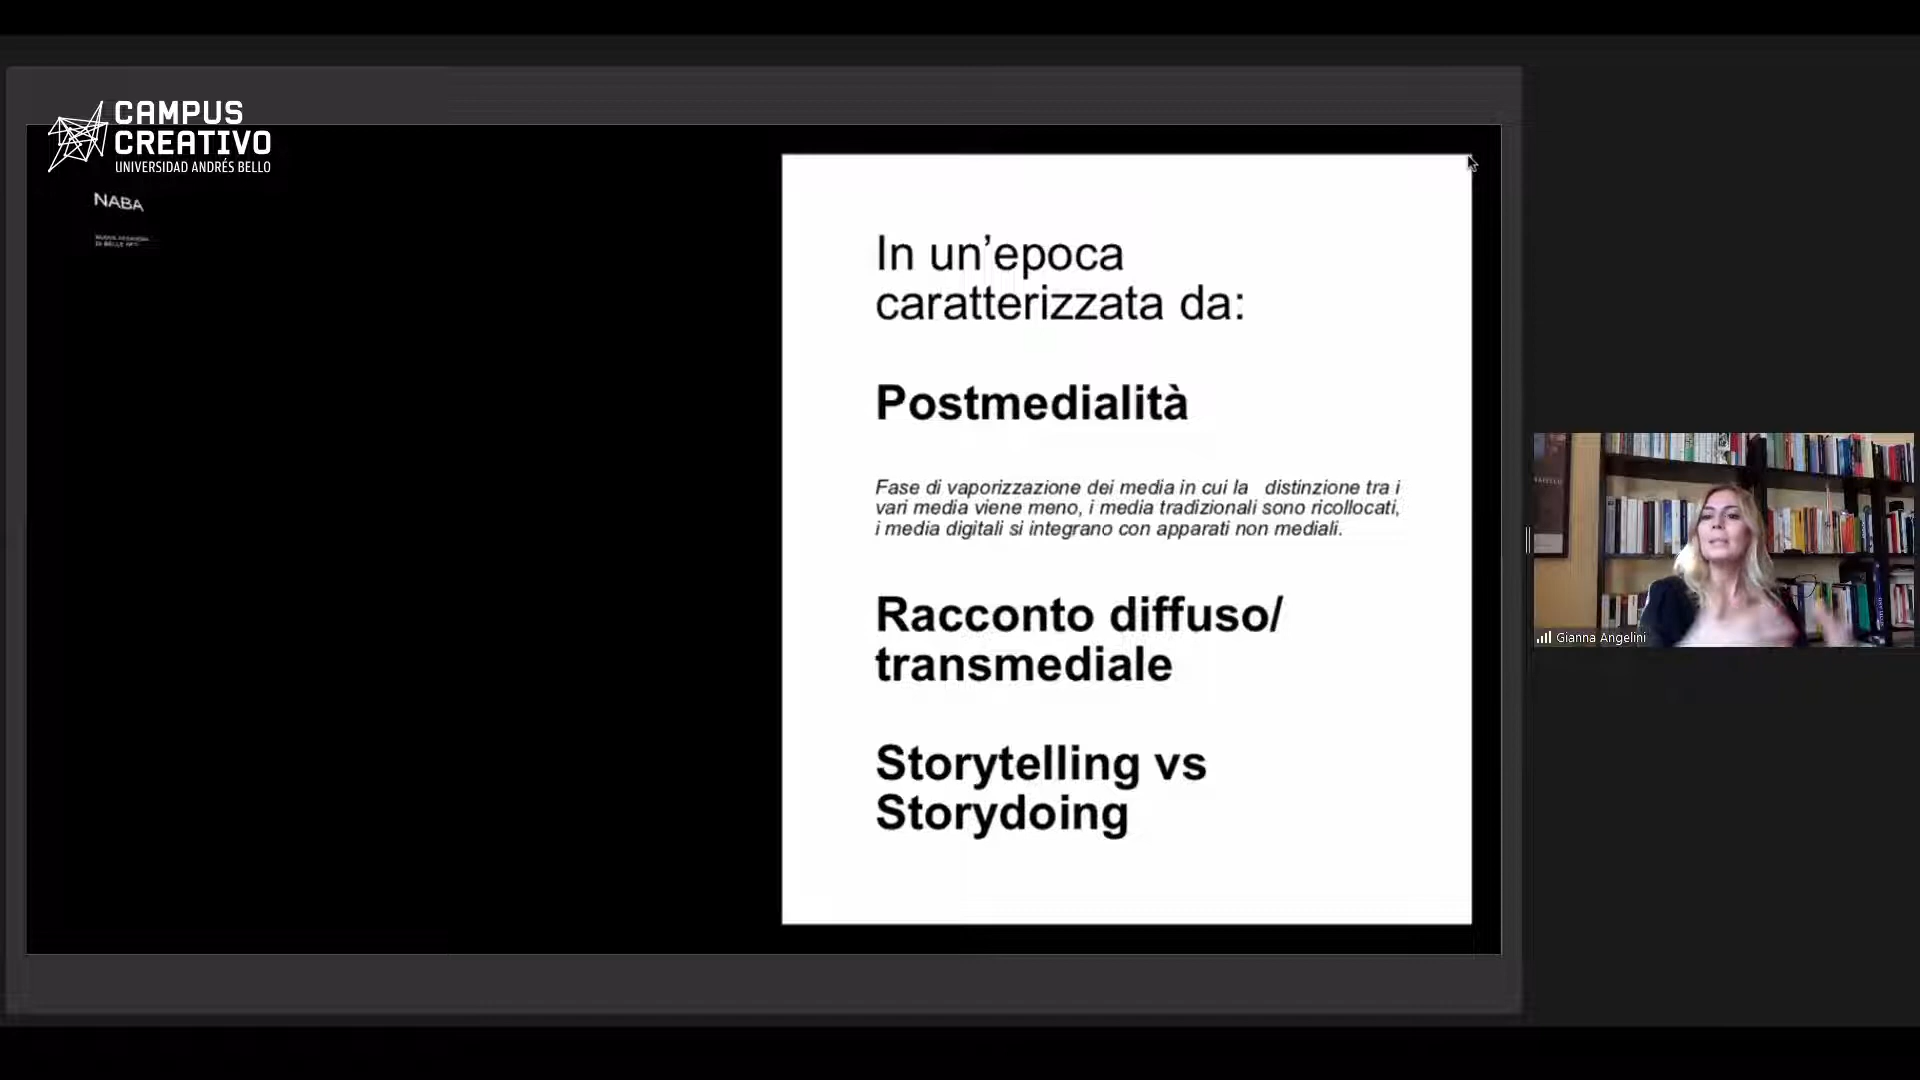 CAMPUS
CREATIVO
UNIVERSIDAD ANDRÉS BELLO
NABA
In un’epoca
caratterizzata da:
Postmedialità
Fase di vaporizzazione dei media in cui la distinzione tra i
vari media viene meno, i media tradizionali sono ricollocati,
i media digitali si integrano con apparati non mediali.
Racconto diffuso/
transmediale
Storytelling vs
Storydoing
Gianna Angelini